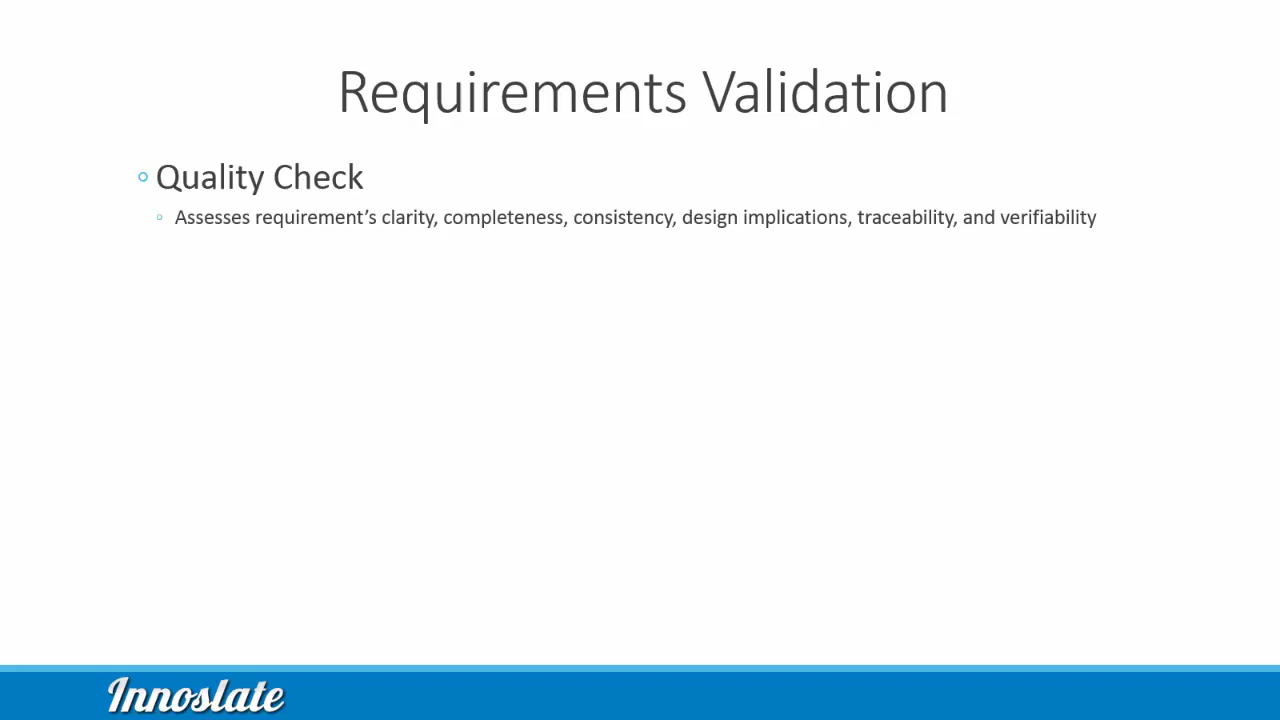 Requirements Validation
Quality Check
Assesses requirement’s clarity, completeness, consistency, design implications, traceability, and verifiability
Innoslate